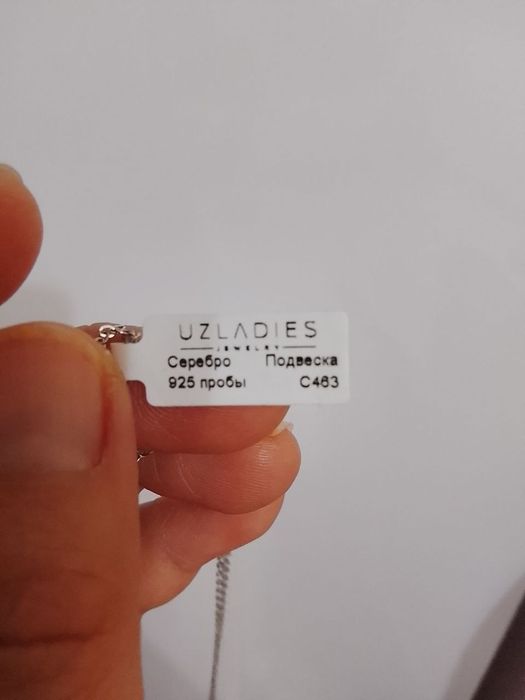 UZLADIES
JEWELRY
Серебро Подвеска
925 пробы C463